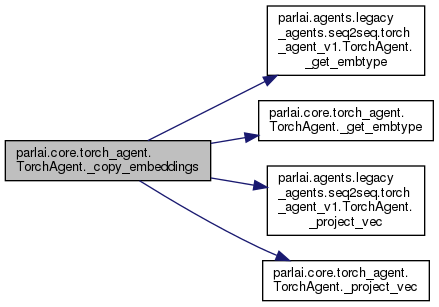 parlai.core.torch_agent.
TorchAgent._copy_embeddings
parlai.agents.legacy
_agents.seq2seq.torch
_agent_v1.TorchAgent.
_get_embtype
parlai.core.torch_agent.
TorchAgent._get_embtype
parlai.agents.legacy
_agents.seq2seq.torch
_agent_v1.TorchAgent.
_project_vec
parlai.core.torch_agent.
TorchAgent._project_vec